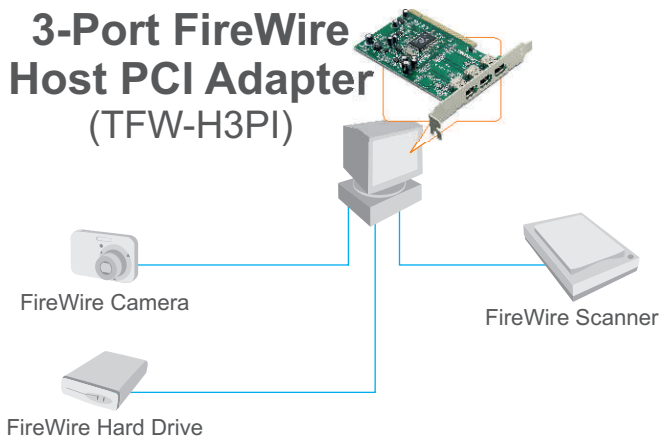 3-Port FireWire
Host PCI Adapter
(TFW-H3PI)
FireWire Camera
FireWire Scanner
FireWire Hard Drive